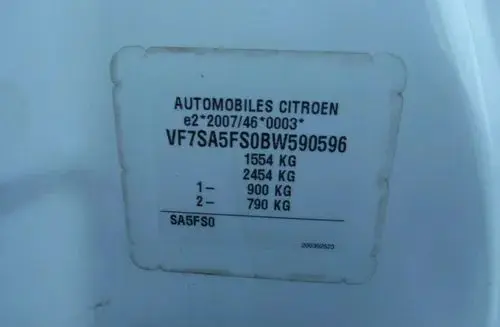 AUTOMOBILES CITROEN
e2*2007/46*0003*
VF7SA5FS0BW590596
1554 KG
2454 KG
1- 900 KG
2- 790 KG
SA5FS0